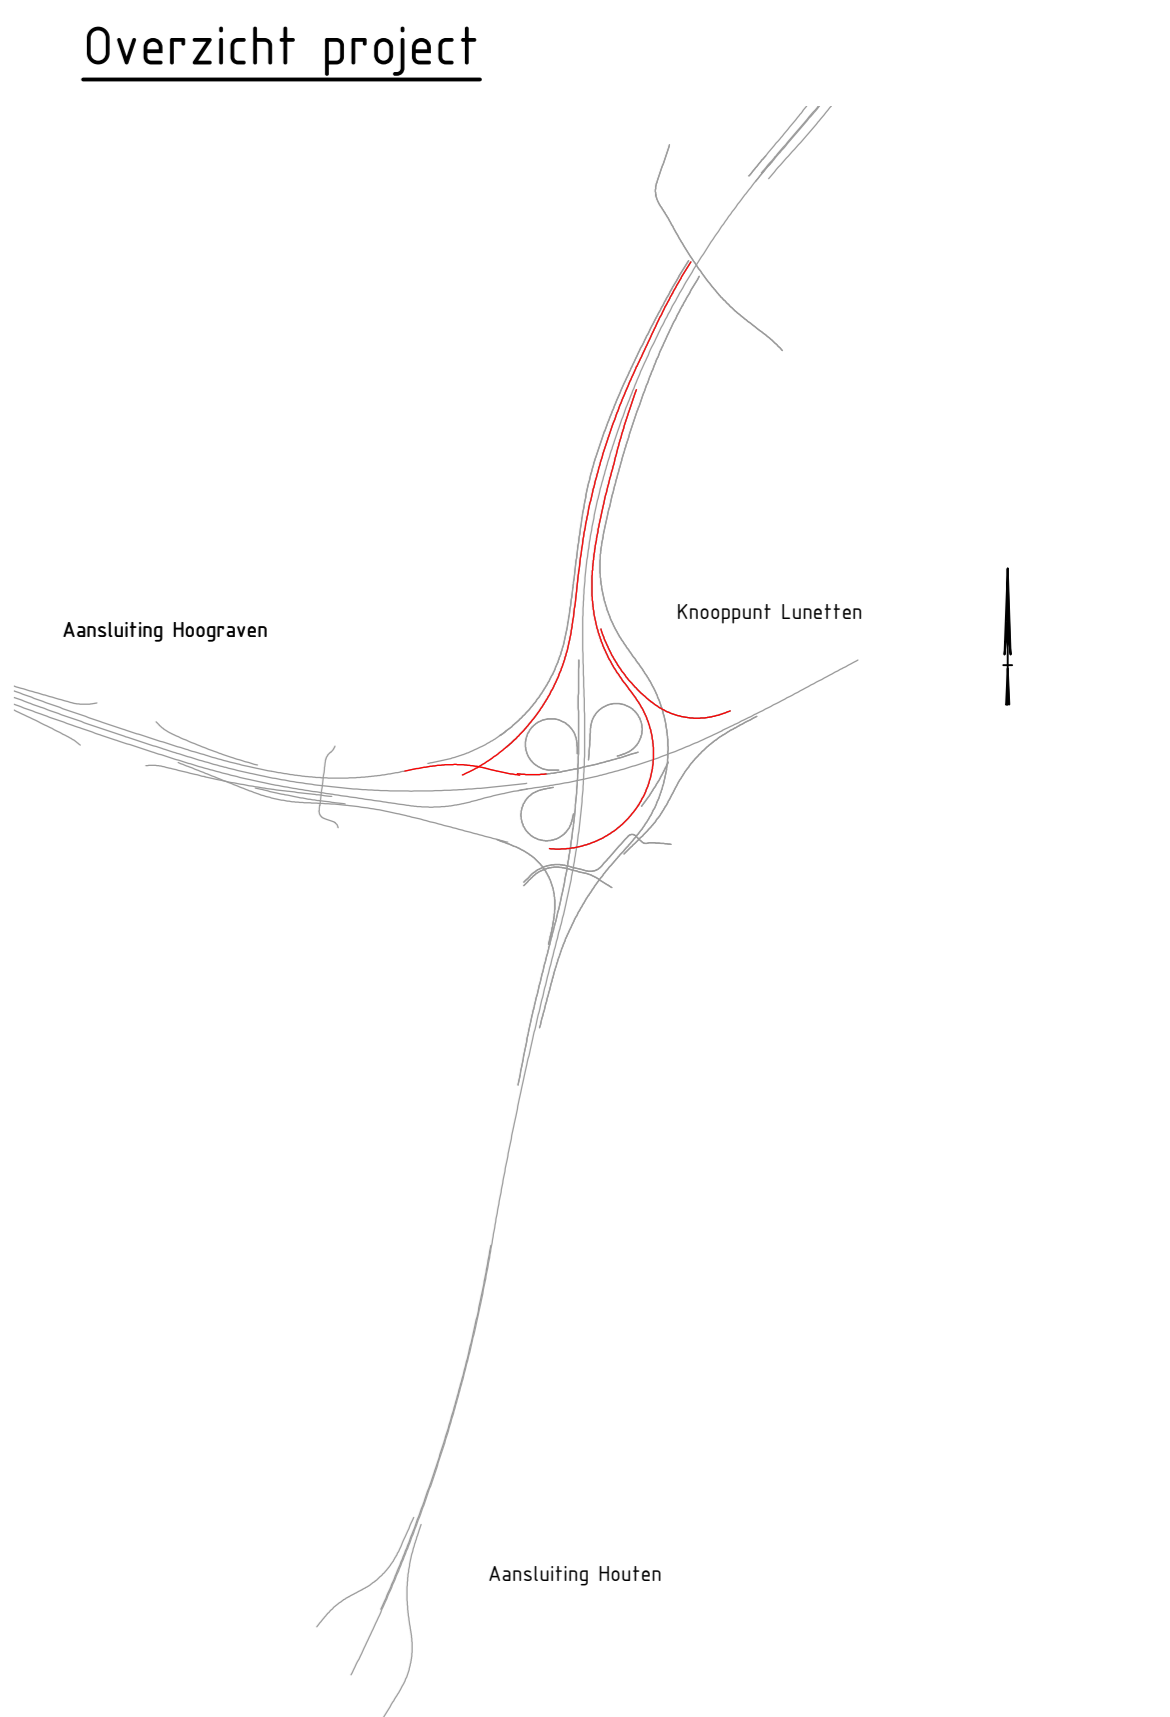 Overzicht project
Knooppunt Lunetten
Aansluiting Hoograven
Aansluiting Houten